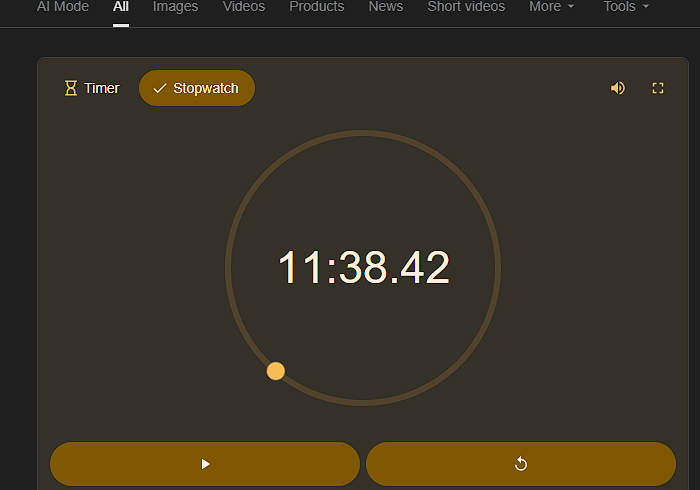 AI Mode All Images Videos Products News Short videos More Tools
Timer Stopwatch
11:38.42